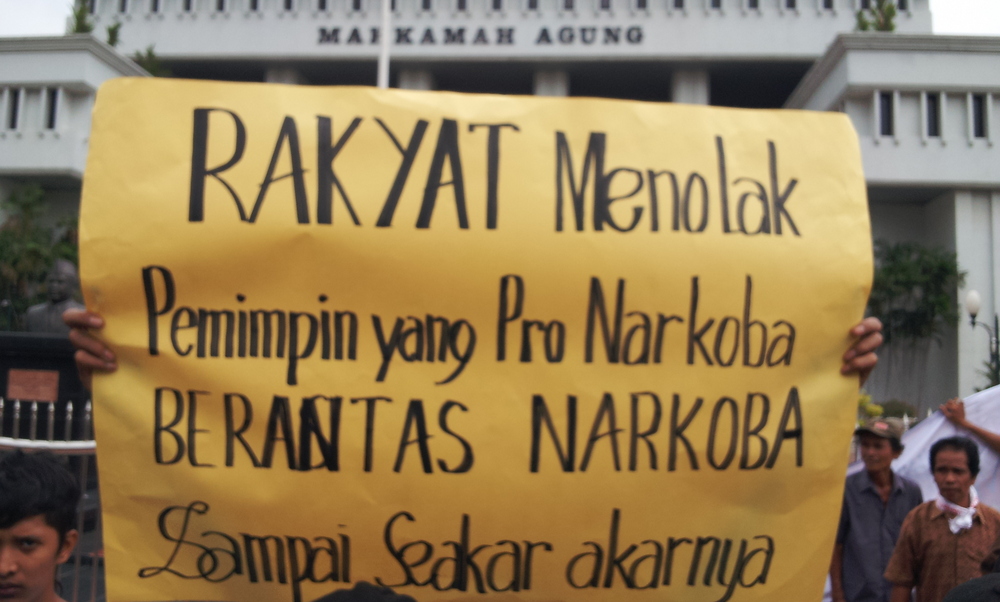 MAHKAMAH AGUNG
RAKYAT Menolak
Pemimpin yang Pro Narkoba
BERANTAS NARKOBA
Sampai Seakar akarnya